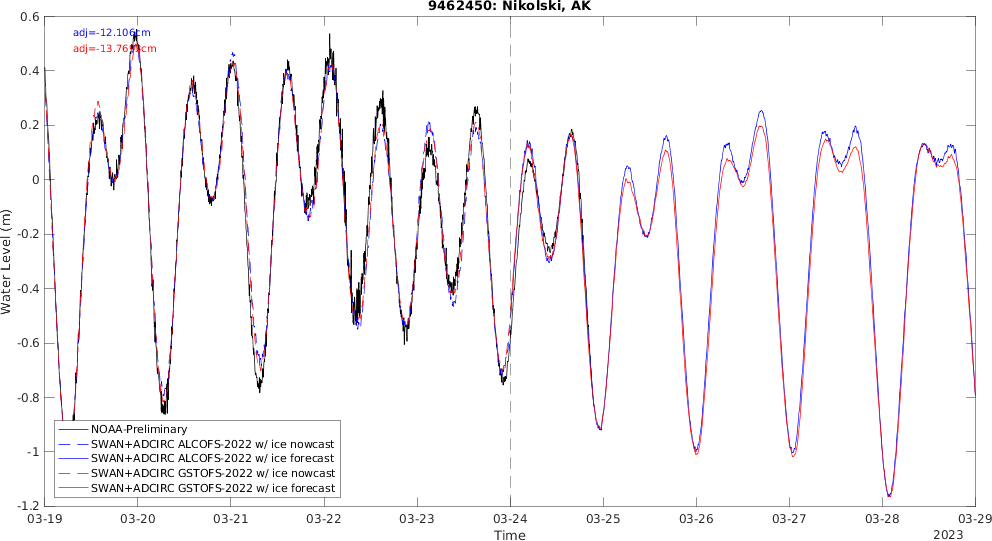 9462450: Nikolski, AK
adj=-12.106cm
0.6
0.4
0.2
0
-0.2
-0.4
-0.6
-0.8
-1
-1.2
Water Level (m)
NOAA-Preliminary
SWAN+ADCIRC ALCOFS-2022 w/ ice nowcast
SWAN+ADCIRC ALCOFS-2022 w/ ice forecast
SWAN+ADCIRC GSTOFS-2022 w/ ice nowcast
SWAN+ADCIRC GSTOFS-2022 w/ ice forecast
03-19 03-20 03-21 03-22 03-23 03-24 03-25 03-26 03-27 03-28 03-29
Time
2023